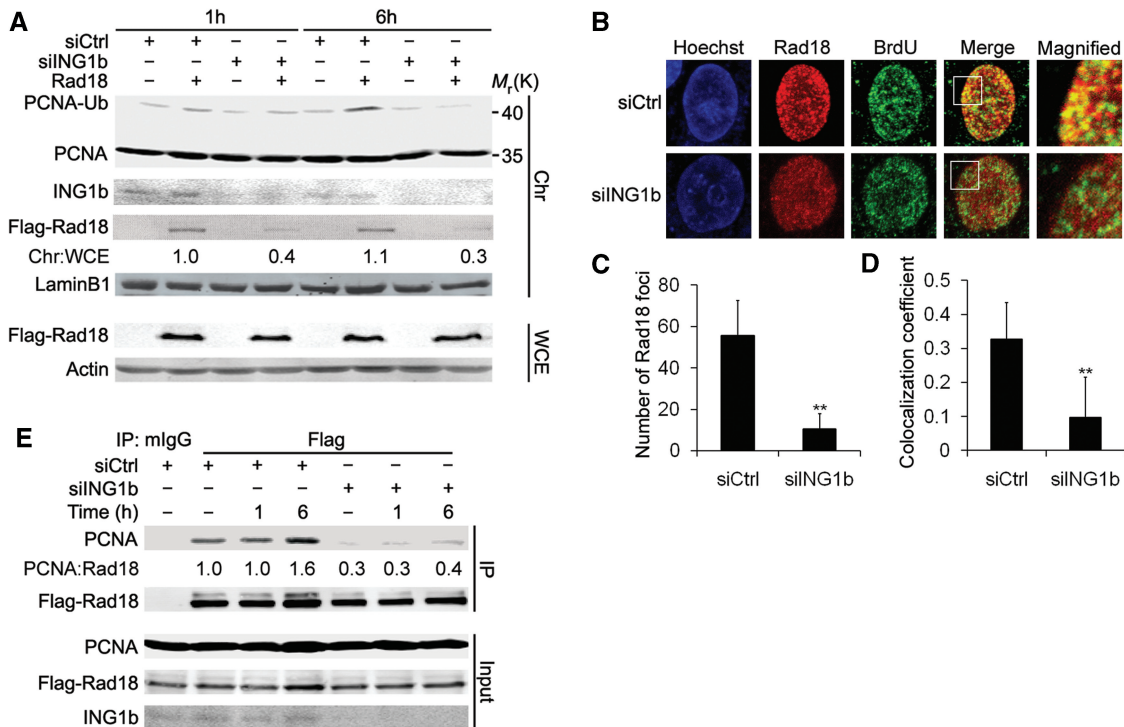 A
1h 6h
siCtrl + + – – + + – –
siING1b – – + + – – + +
Rad18 – + – + – + – +
Mr(K)
PCNA-Ub
40
PCNA
35
ING1b
Flag-Rad18
Chr:WCE 1.0 0.4 1.1 0.3
LaminB1
Chr
Flag-Rad18
Actin
WCE
B
Hoechst Rad18 BrdU Merge Magnified
siCtrl
siING1b
C
Number of Rad18 foci
80
60
40
20
0
**
siCtrl siING1b
D
Colocalization coefficient
0.5
0.4
0.3
0.2
0.1
0
**
siCtrl siING1b
E
IP: mIgG Flag
siCtrl + + + + – – –
siING1b – – – – + + +
Time (h) – – 1 6 – 1 6
PCNA
PCNA:Rad18 1.0 1.0 1.6 0.3 0.3 0.4
Flag-Rad18
IP
PCNA
Flag-Rad18
ING1b
Input